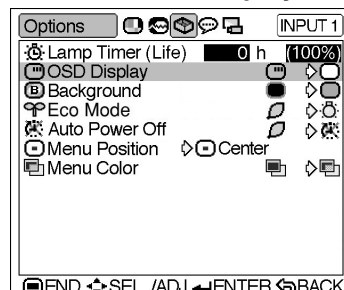 Options INPUT 1
Lamp Timer (Life) 0 h (100%)
OSD Display
B Background
Eco Mode
Auto Power Off
Menu Position Center
Menu Color
END SEL./ADJ. ENTER BACK